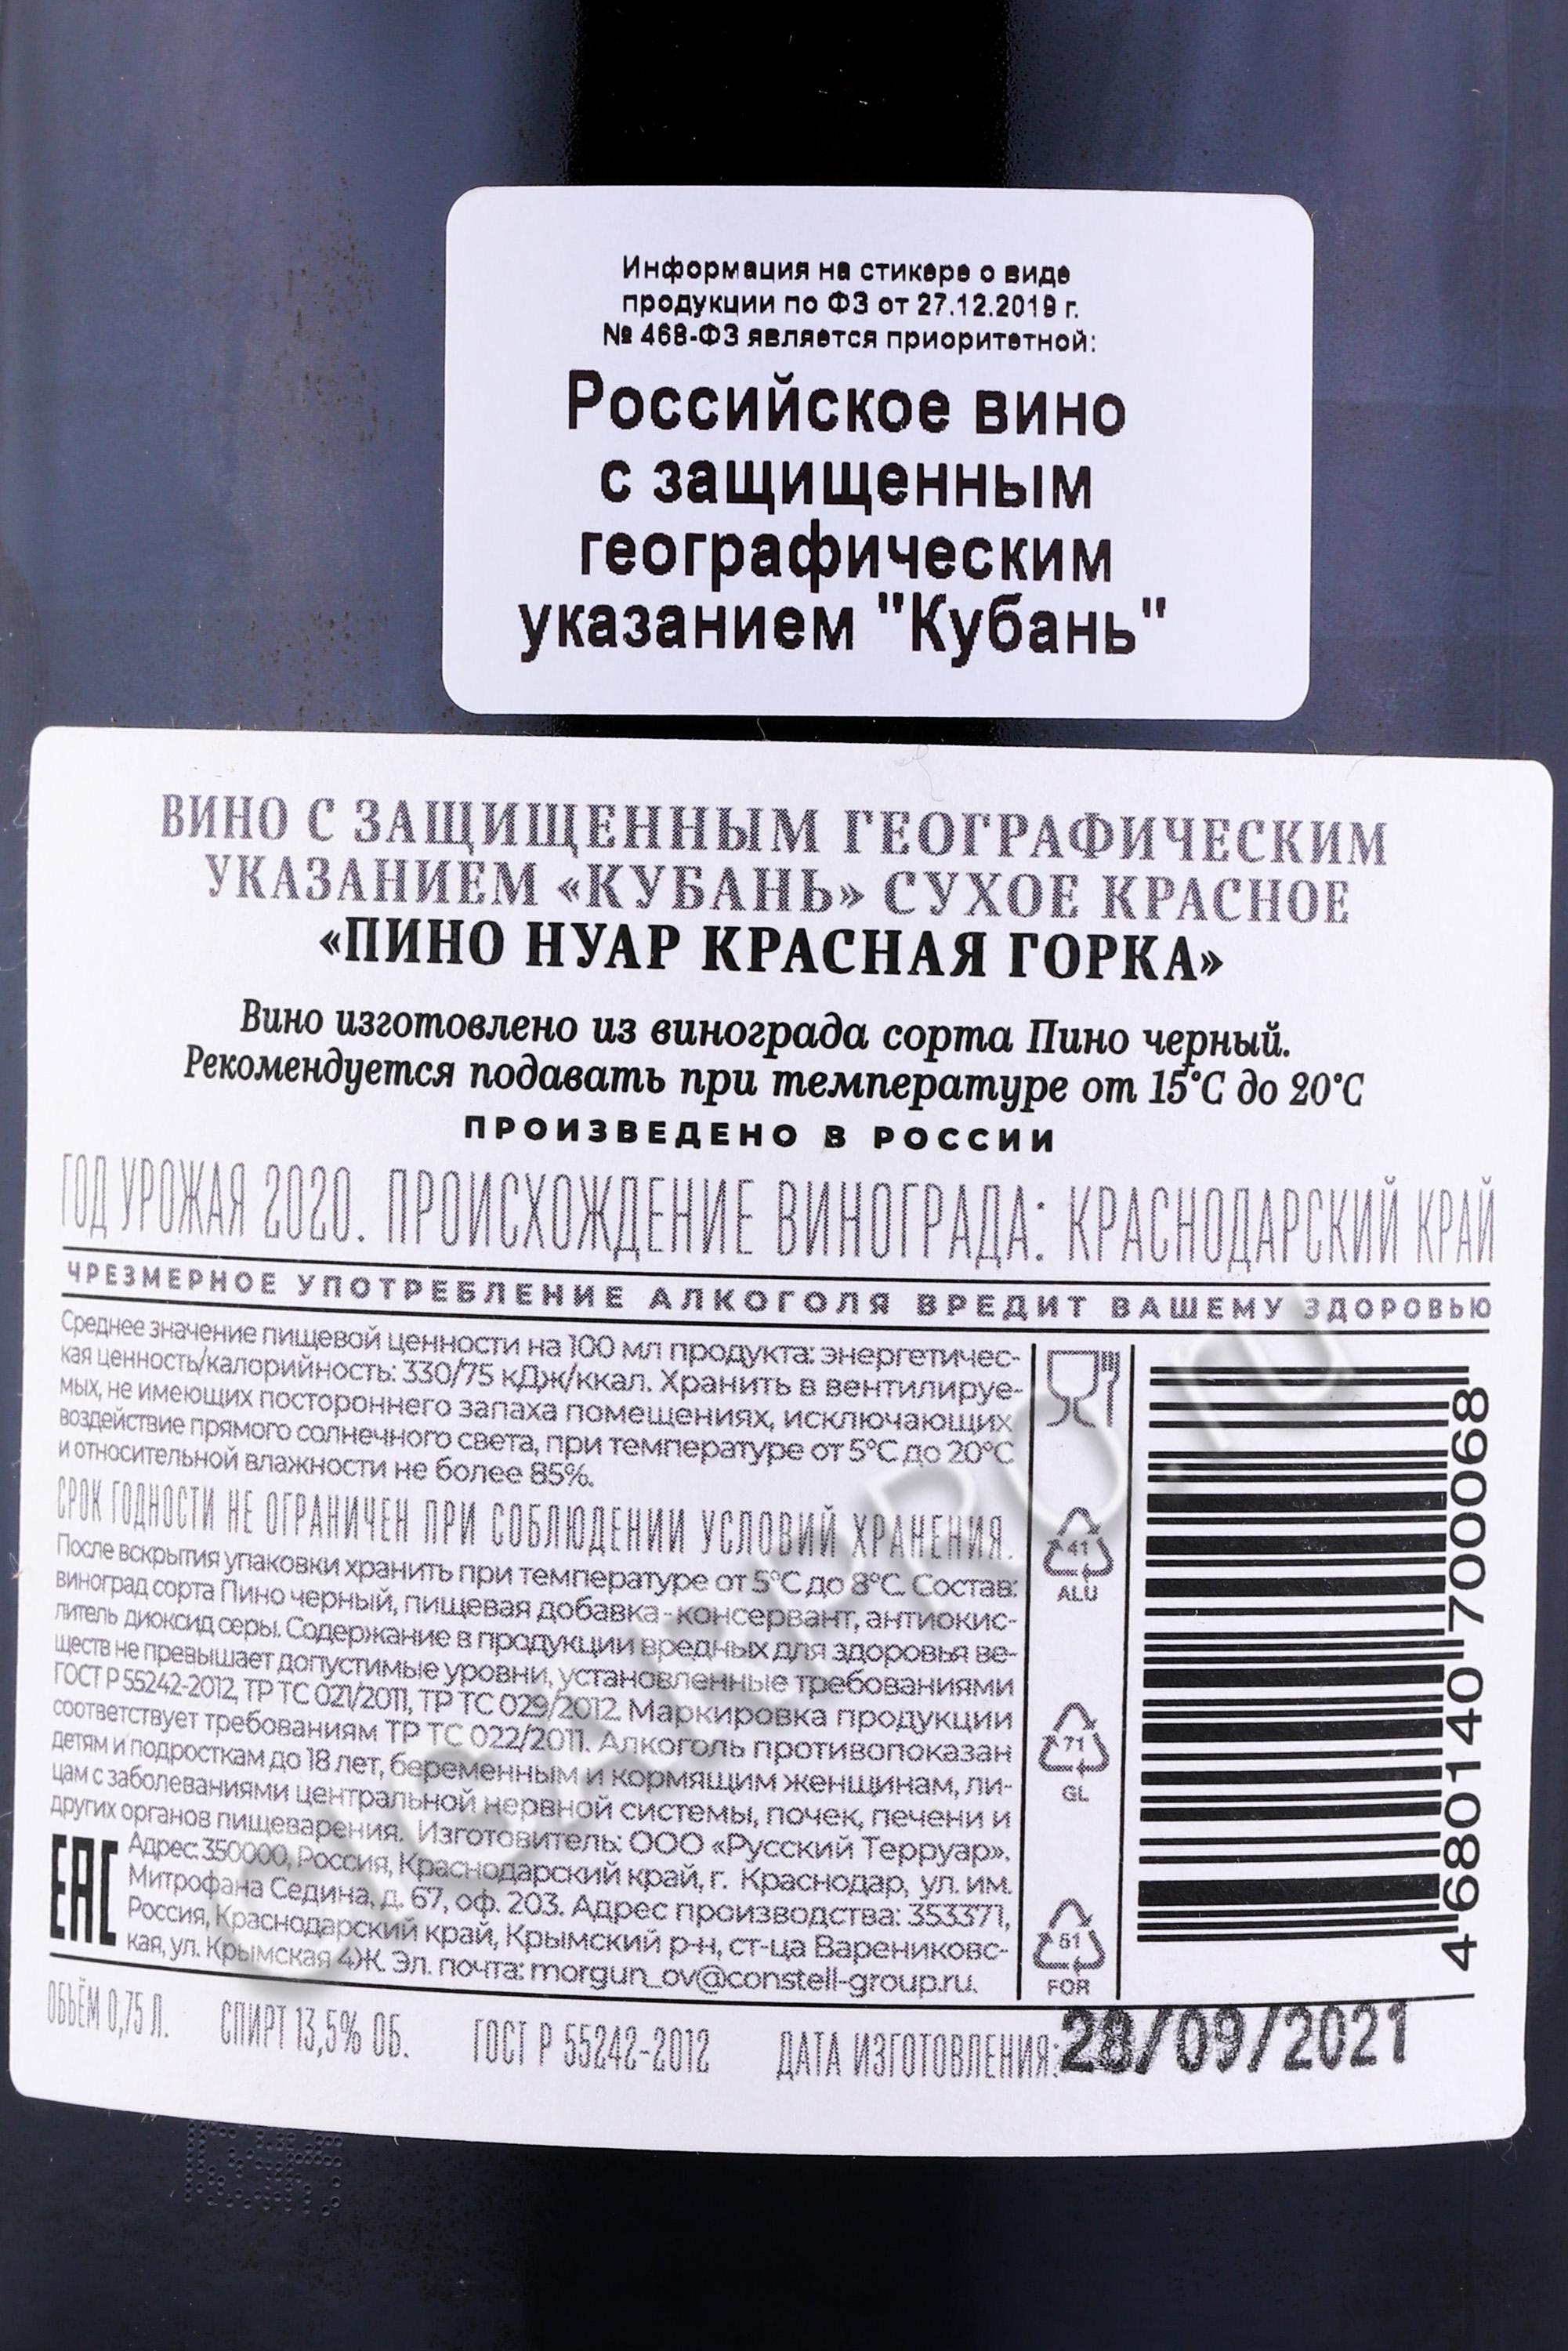 Информация на стикере о виде
продукции по ФЗ от 27.12.2019 г.
№ 468-ФЗ является приоритетной:
Российское вино
с защищенным
географическим
указанием "Кубань"
ВИНО С ЗАЩИЩЕННЫМ ГЕОГРАФИЧЕСКИМ
УКАЗАНИЕМ «КУБАНЬ» СУХОЕ КРАСНОЕ
«ПИНО НУАР КРАСНАЯ ГОРКА»
Вино изготовлено из винограда сорта Пино черный.
Рекомендуется подавать при температуре от 15°С до 20°С
ПРОИЗВЕДЕНО В РОССИИ
ГОД УРОЖАЯ 2020. ПРОИСХОЖДЕНИЕ ВИНОГРАДА: КРАСНОДАРСКИЙ КРАЙ
ЧРЕЗМЕРНОЕ УПОТРЕБЛЕНИЕ АЛКОГОЛЯ ВРЕДИТ ВАШЕМУ ЗДОРОВЬЮ
Среднее значение пищевой ценности на 100 мл продукта: энергетичес-
кая ценность/калорийность: 330/75 кДж/ккал. Хранить в вентилируе-
мых, не имеющих постороннего запаха помещениях, исключающих
воздействие прямого солнечного света, при температуре от 5°С до 20°С
и относительной влажности не более 85%.
СРОК ГОДНОСТИ НЕ ОГРАНИЧЕН ПРИ СОБЛЮДЕНИИ УСЛОВИЙ ХРАНЕНИЯ.
После вскрытия упаковки хранить при температуре от 5°С до 8°С. Состав:
виноград сорта Пино черный, пищевая добавка - консервант, антиокис-
литель диоксид серы. Содержание в продукции вредных для здоровья ве-
ществ не превышает допустимые уровни, установленные требованиями
ГОСТ Р 55242-2012, ТР ТС 021/2011, ТР ТС 029/2012. Маркировка продукции
соответствует требованиям ТР ТС 022/2011. Алкоголь противопоказан
детям и подросткам до 18 лет, беременным и кормящим женщинам, ли-
цам с заболеваниями центральной нервной системы, почек, печени и
других органов пищеварения. Изготовитель: ООО «Русский Терруар».
Адрес: 350000, Россия, Краснодарский край, г. Краснодар, ул. им.
Митрофана Седина, д. 67, оф. 203. Адрес производства: 353371,
Россия, Краснодарский край, Крымский р-н, ст-ца Варениковс-
кая, ул. Крымская 4Ж. Эл. почта: morgun_ov@constell-group.ru.
EAC
41
ALU
71
GL
51
FOR
4680140700068
ОБЪЁМ 0,75 Л. СПИРТ 13,5% ОБ. ГОСТ Р 55242-2012 ДАТА ИЗГОТОВЛЕНИЯ: 28/09/2021